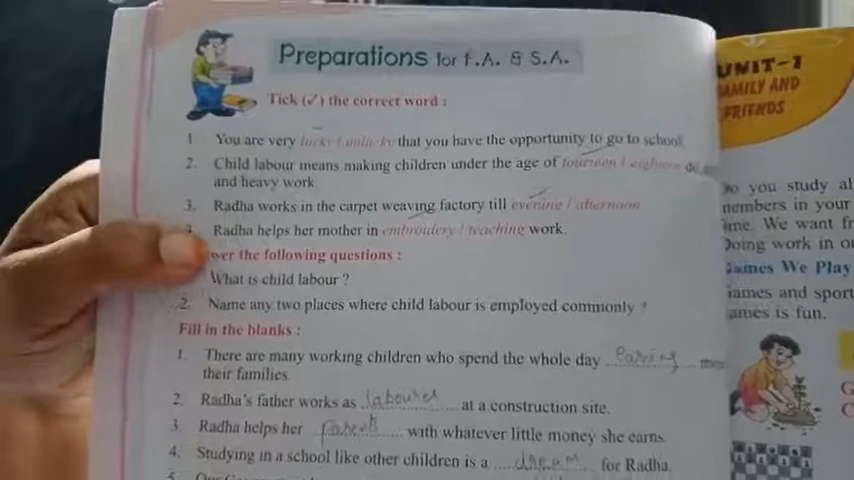 Preparations for F.A. & S.A.
Tick (✓) the correct word :
1. You are very lucky / unlucky that you have the opportunity to go to school.
2. Child labour means making children under the age of fourteen / eighteen do
and heavy work
3. Radha works in the carpet weaving factory till evening / afternoon
Radha helps her mother in embroidery / teaching work.
wer the following questions :
What is child labour ?
2. Name any two places where child labour is employed commonly ?
Fill in the blanks :
1. There are many working children who spend the whole day
their families.
2. Radha's father works as labourer at a construction site.
3. Radha helps her parents with whatever little money she earns.
4. Studying in a school like other children is a dream for Radha.
UNIT-1
FAMILY AND
FRIENDS
Do you study al
members in your
ime. We want fr
Doing work in ou
Games We Play
Games and sport
ames is fun.